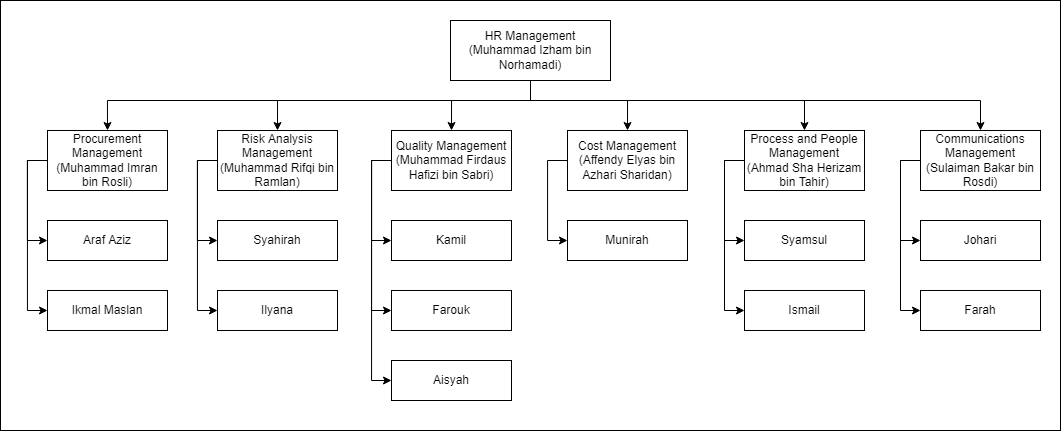 HR Management
(Muhammad Izham bin
Norhamadi)
Procurement
Management
(Muhammad Imran
bin Rosli)
Risk Analysis
Management
(Muhammad Rifqi bin
Ramlan)
Quality Management
(Muhammad Firdaus
Hafizi bin Sabri)
Cost Management
(Affendy Elyas bin
Azhari Sharidan)
Process and People
Management
(Ahmad Sha Herizam
bin Tahir)
Communications
Management
(Sulaiman Bakar bin
Rosdi)
Araf Aziz
Syahirah
Kamil
Munirah
Syamsul
Johari
Ikmal Maslan
Ilyana
Farouk
Ismail
Farah
Aisyah